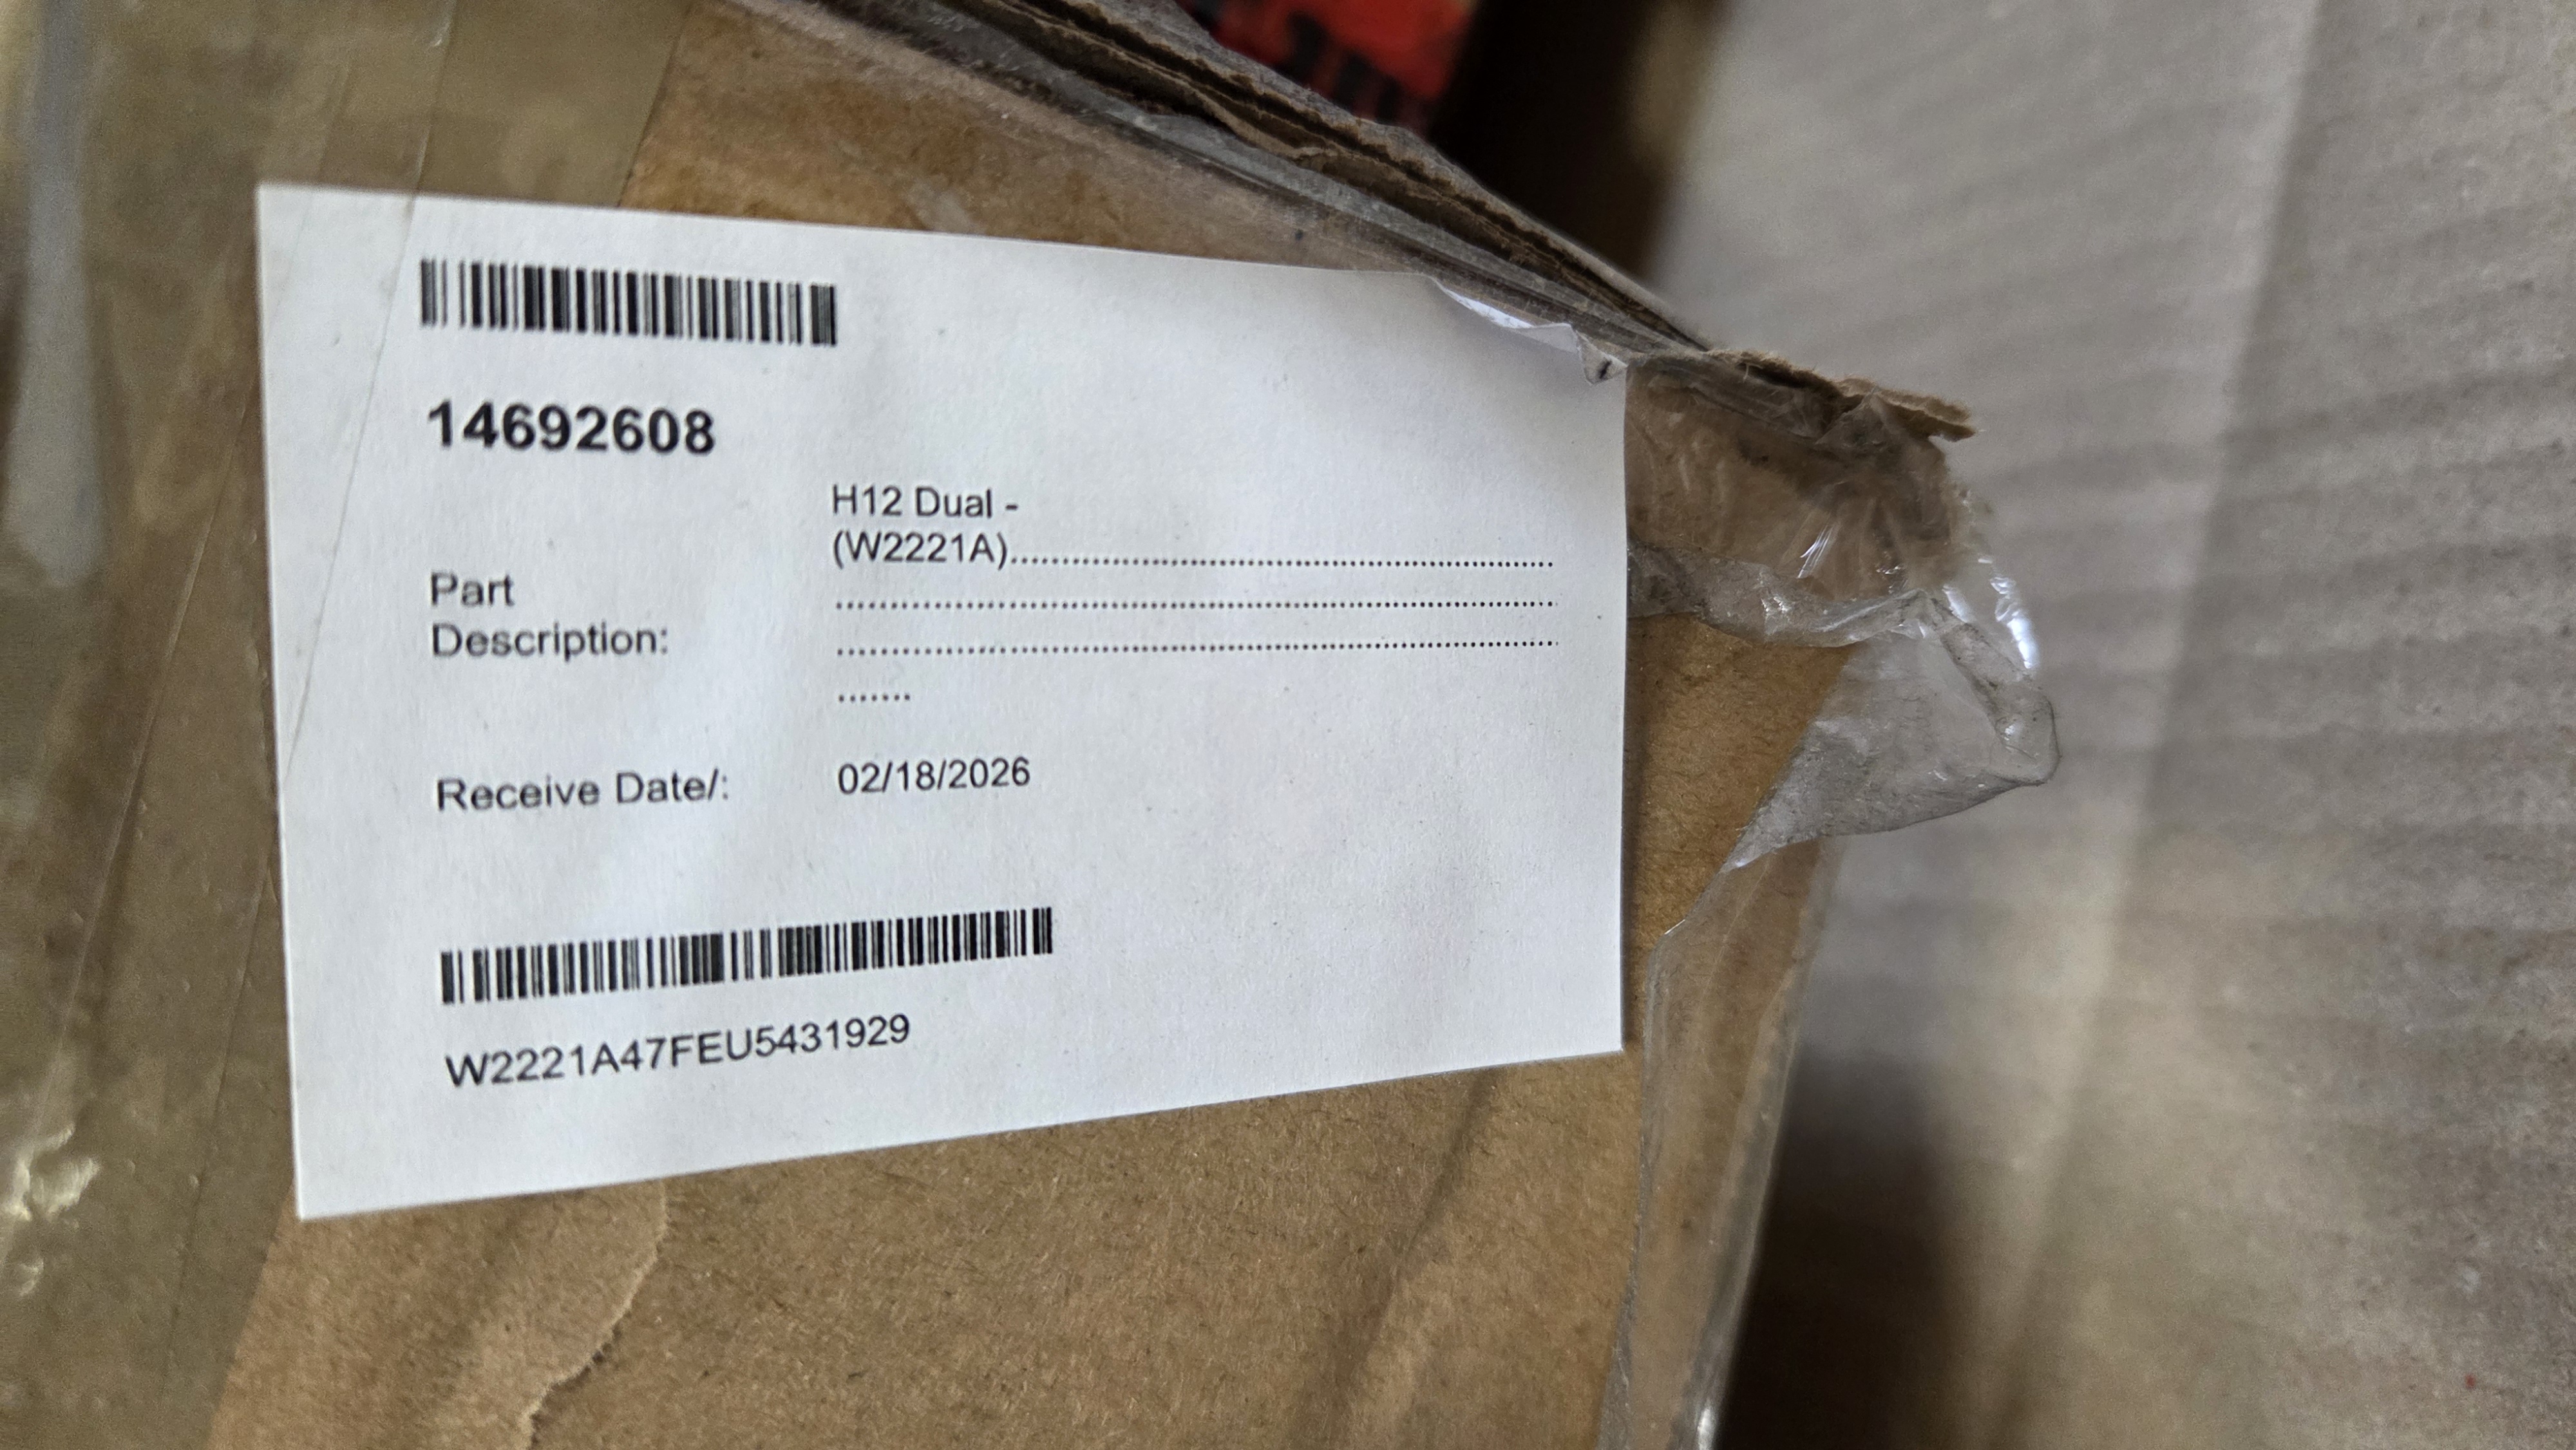 14692608
H12 Dual -
(W2221A)................................................................
Part
................................................................................
Description:
................................................................................
.......
Receive Date/: 02/18/2026
W2221A47FEU5431929